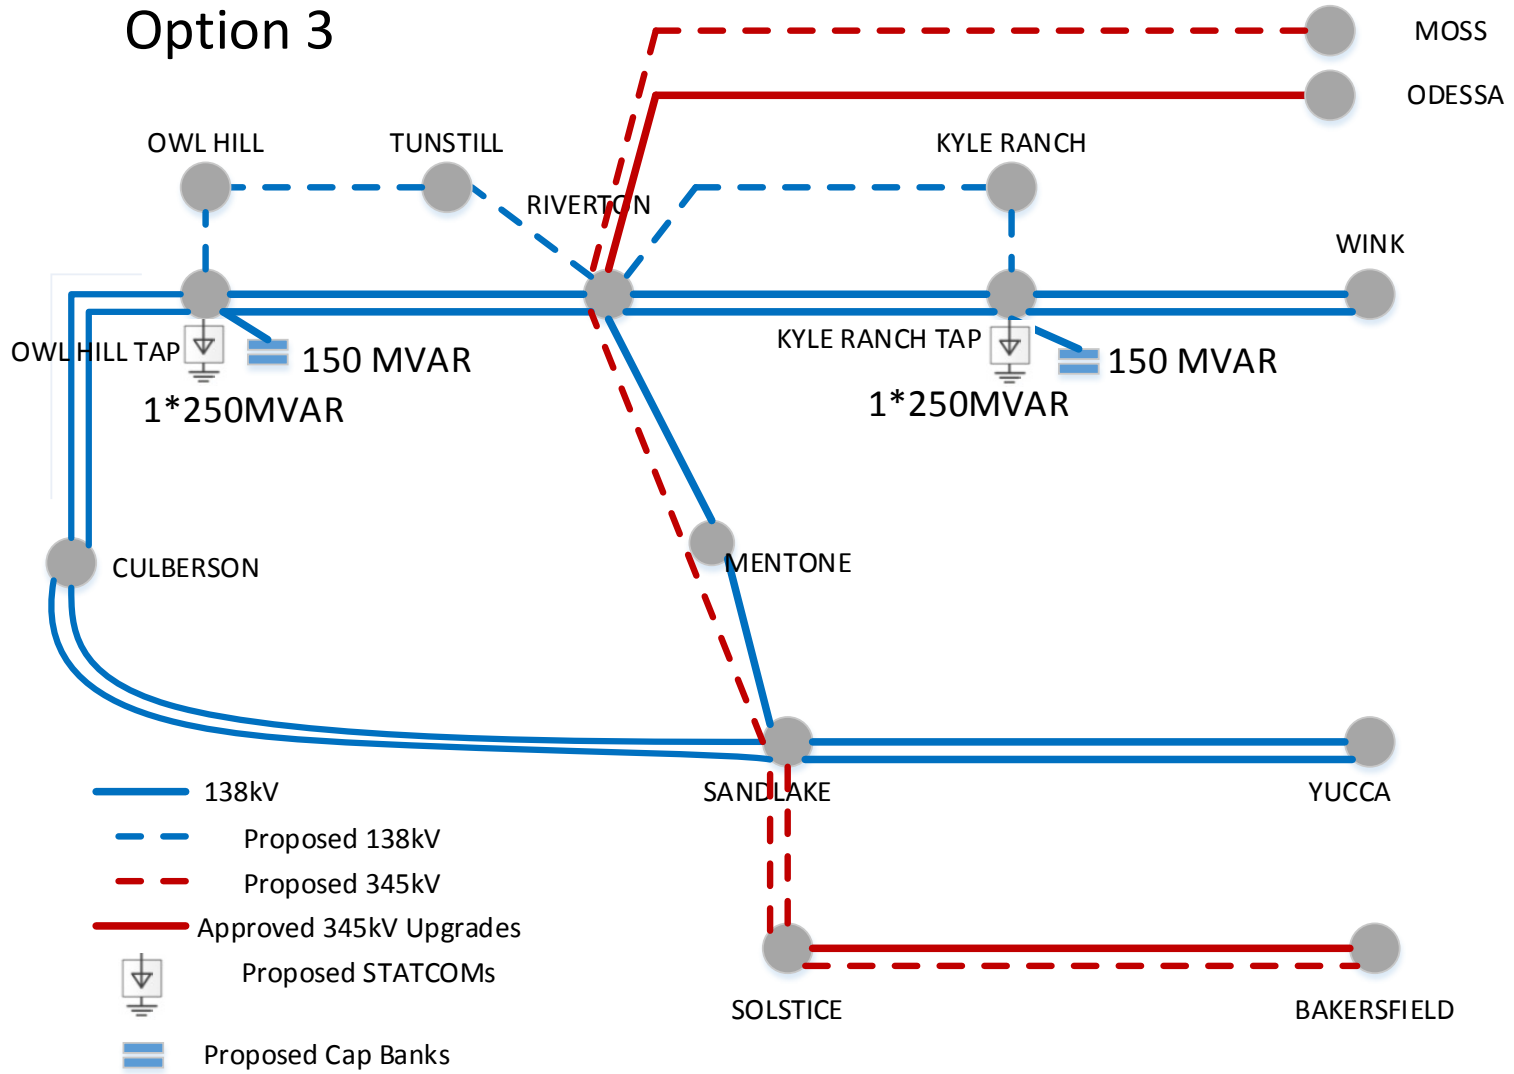 Option 3
MOSS
ODESSA
OWL HILL
TUNSTILL
KYLE RANCH
RIVERTON
WINK
OWL HILL TAP
150 MVAR
KYLE RANCH TAP
150 MVAR
1*250MVAR
1*250MVAR
CULBERSON
MENTONE
SANDLAKE
YUCCA
138kV
Proposed 138kV
Proposed 345kV
Approved 345kV Upgrades
Proposed STATCOMs
SOLSTICE
BAKERSFIELD
Proposed Cap Banks